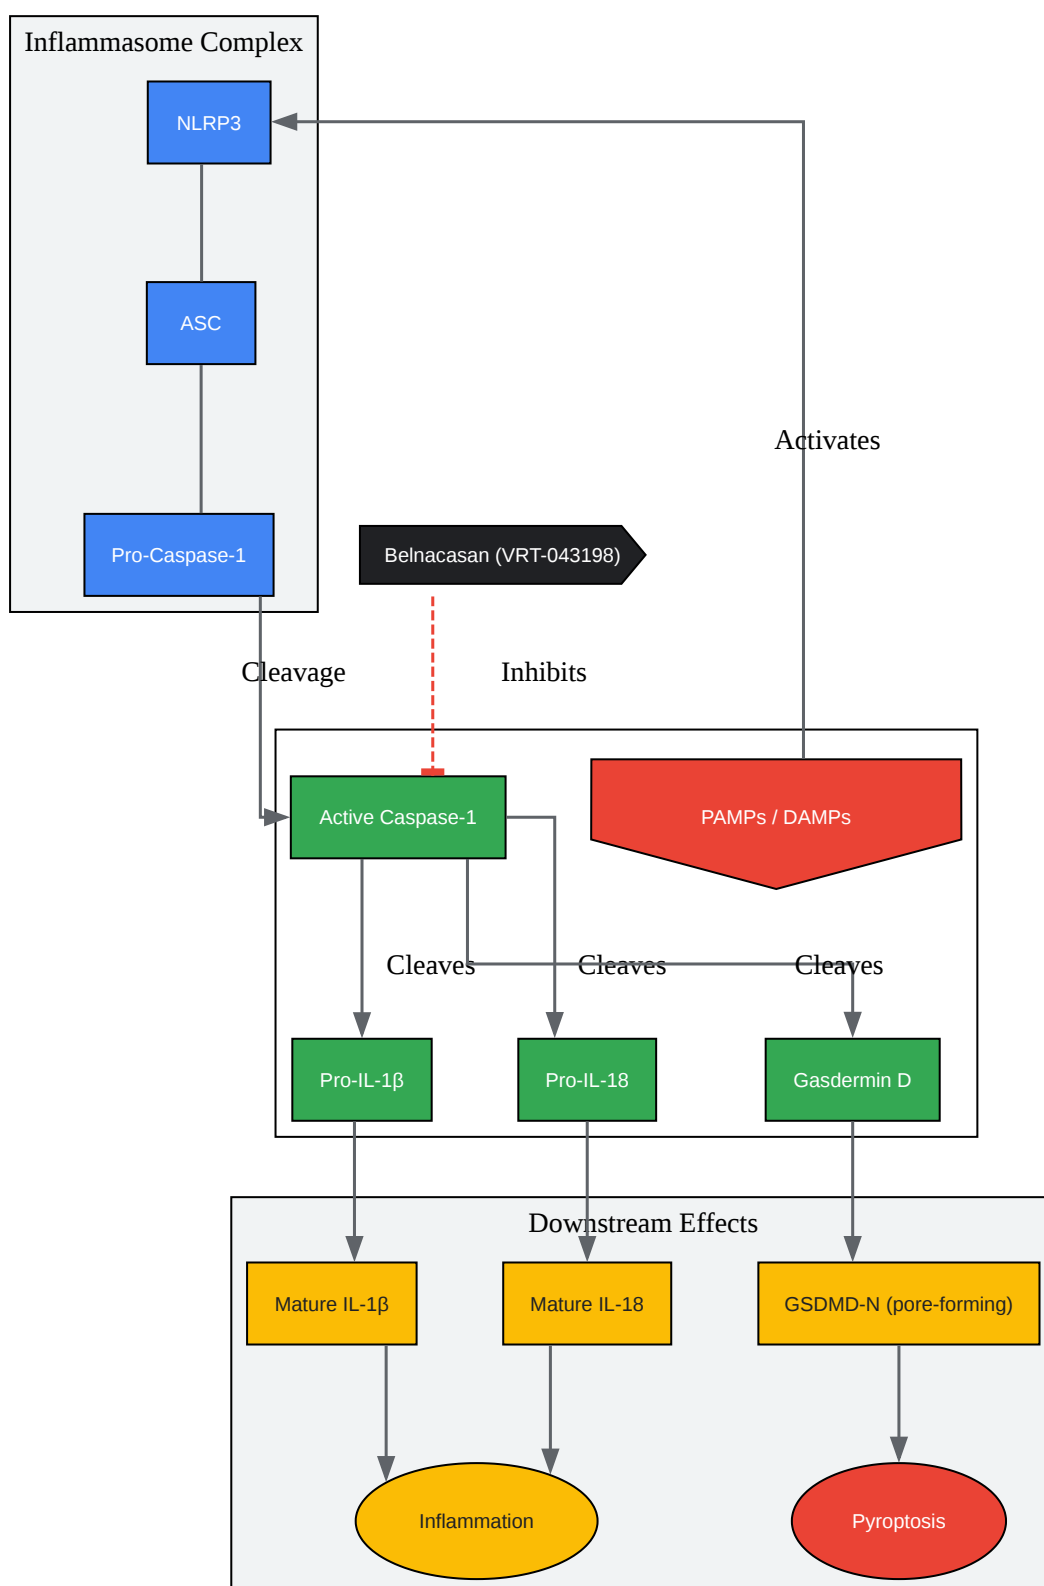 Inflammasome Complex
NLRP3
ASC
Activates
Pro-Caspase-1
Belnacasan (VRT-043198)
Cleavage
Inhibits
Active Caspase-1
PAMPs / DAMPs
Cleaves
Cleaves
Cleaves
Pro-IL-1β
Pro-IL-18
Gasdermin D
Downstream Effects
Mature IL-1β
Mature IL-18
GSDMD-N (pore-forming)
Inflammation
Pyroptosis